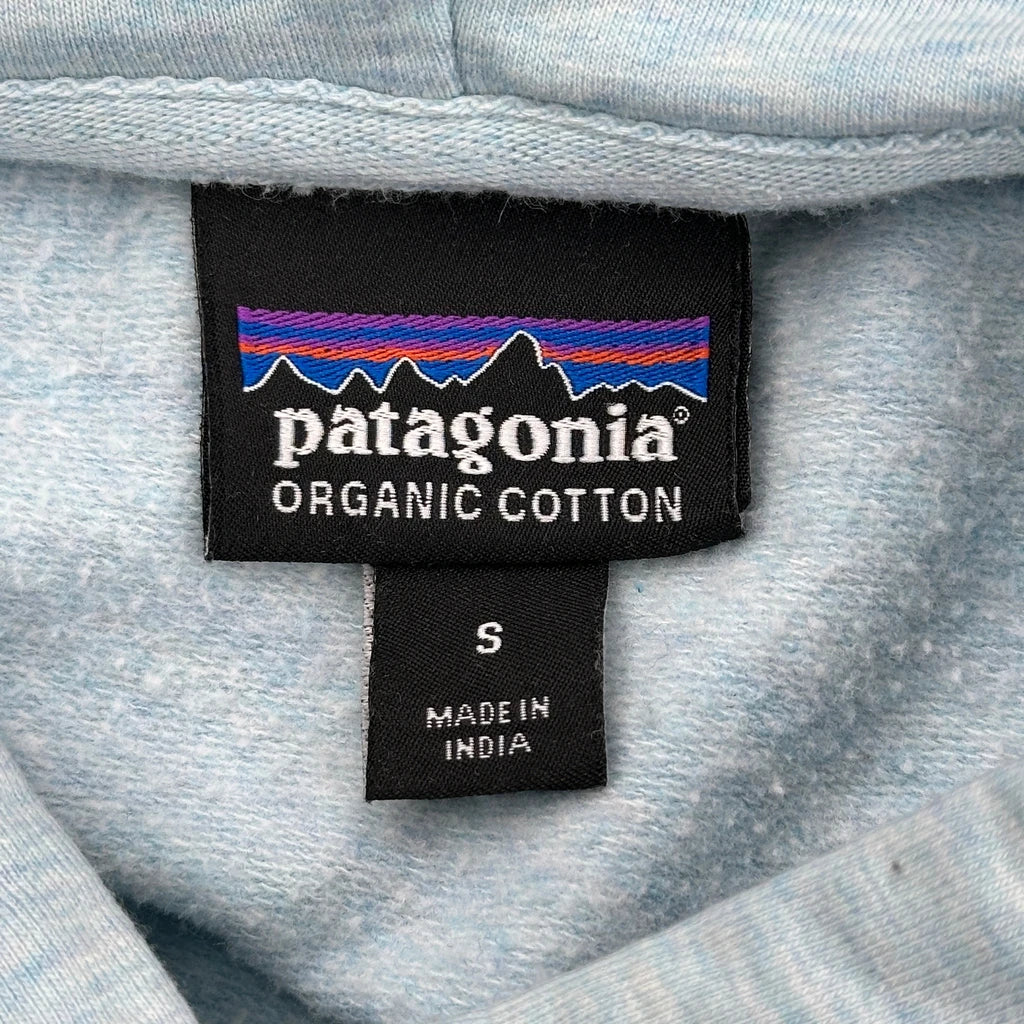 patagonia®
ORGANIC COTTON
S
MADE IN
INDIA